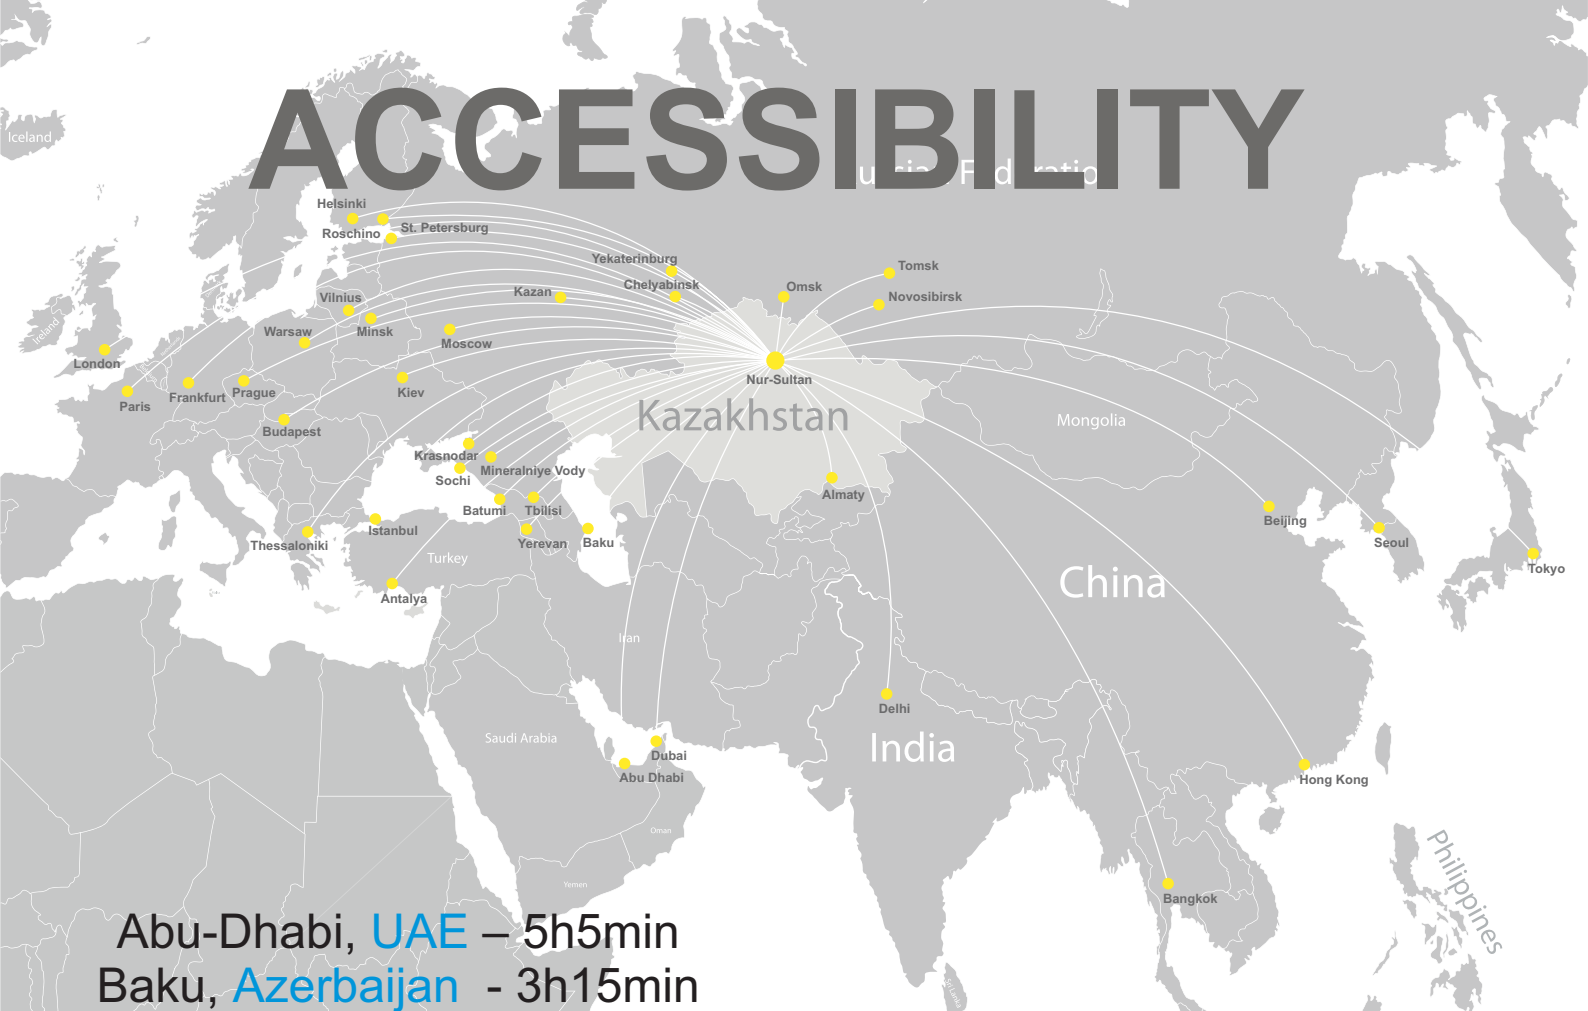 ACCESSIBILITY
Iceland
Helsinki
Roschino
St. Petersburg
Yekaterinburg
Chelyabinsk
Kazan
Tomsk
Omsk
Novosibirsk
Ireland
London
Vilnius
Minsk
Warsaw
Moscow
Paris
Frankfurt
Prague
Kiev
Budapest
Nur-Sultan
Kazakhstan
Mongolia
Krasnodar
Mineralniye Vody
Sochi
Almaty
Batumi
Tbilisi
Beijing
Istanbul
Thessaloniki
Yerevan
Baku
Seoul
Turkey
Tokyo
Antalya
China
Iran
Delhi
Saudi Arabia
India
Dubai
Abu Dhabi
Hong Kong
Oman
Philippines
Yemen
Bangkok
Abu-Dhabi, UAE – 5h5min
Baku, Azerbaijan - 3h15min
Sri Lanka